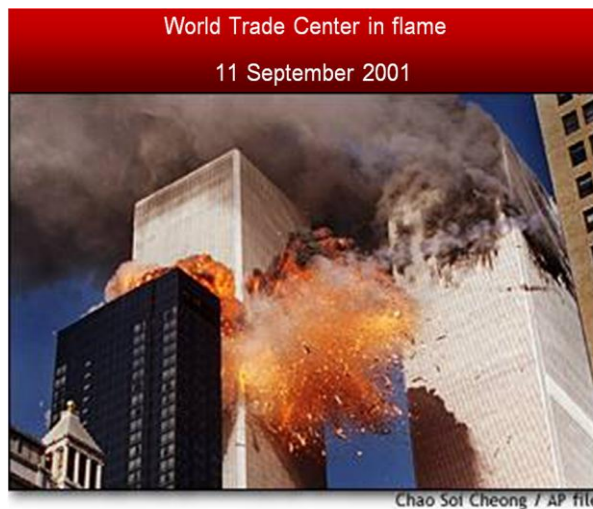 World Trade Center in flame
11 September 2001
Chao Soi Cheong / AP file